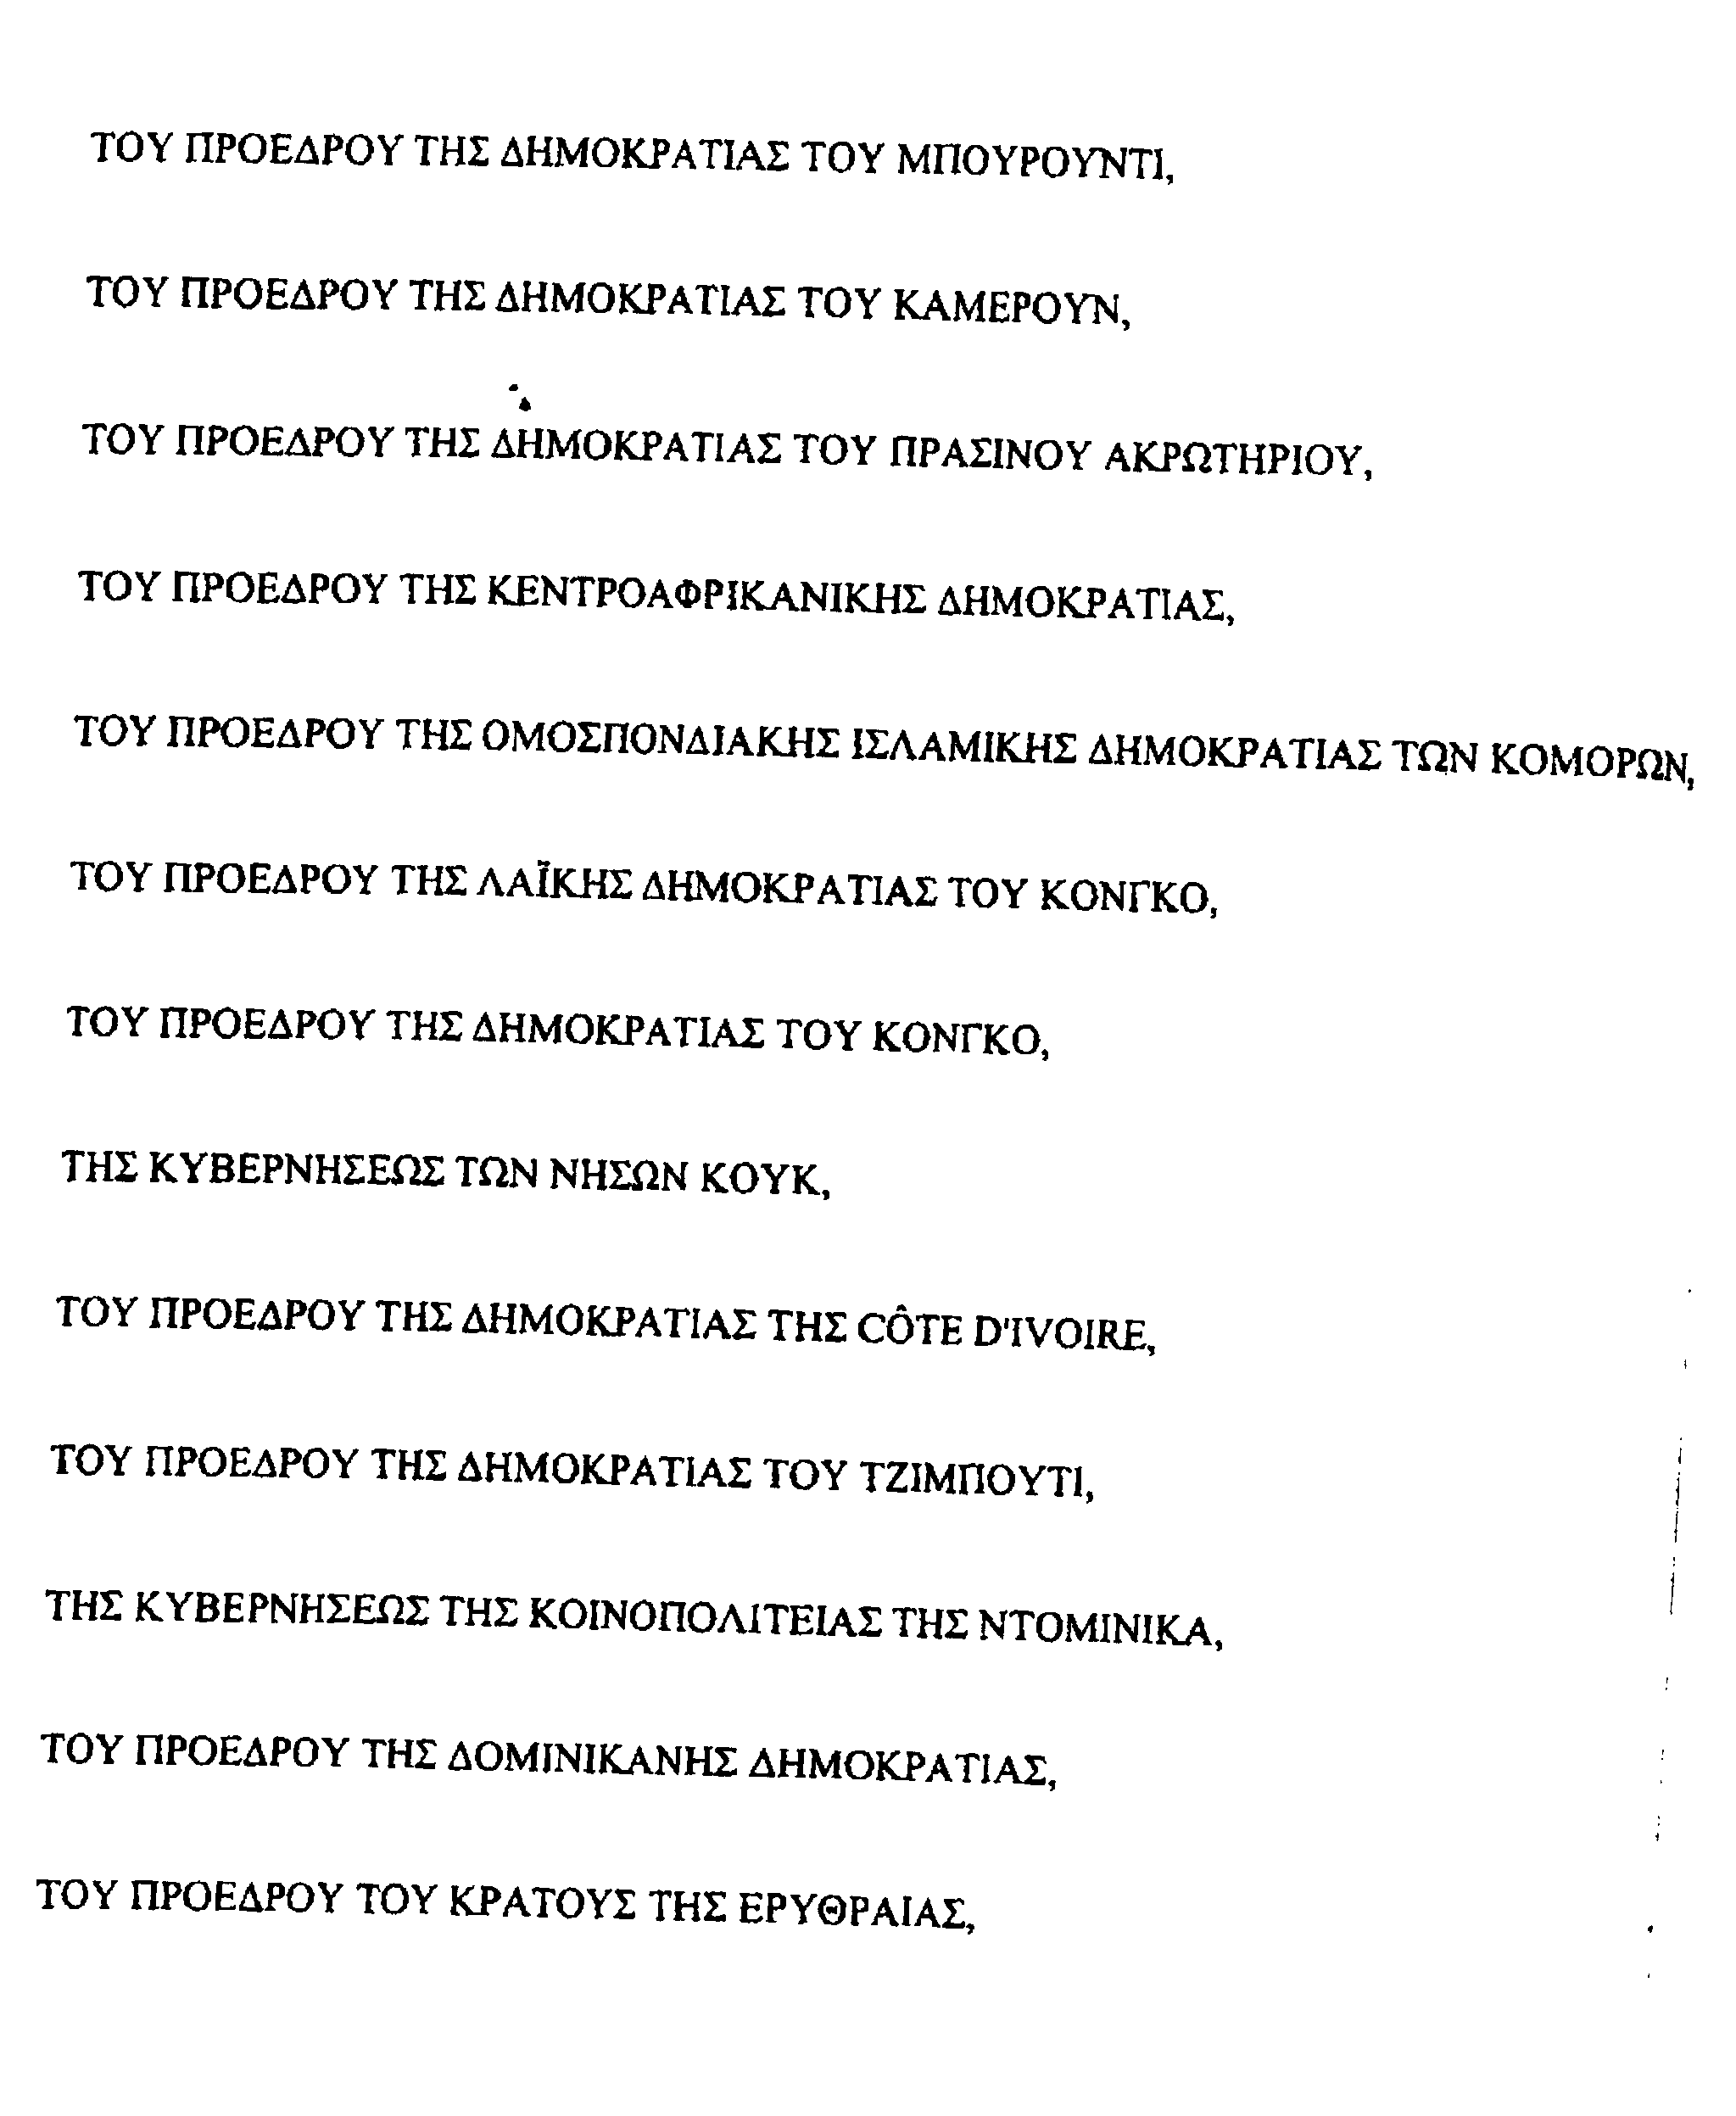 ΤΟΥ ΠΡΟΕΔΡΟΥ ΤΗΣ ΔΗΜΟΚΡΑΤΙΑΣ ΤΟΥ ΜΠΟΥΡΟΥΝΤΙ,
ΤΟΥ ΠΡΟΕΔΡΟΥ ΤΗΣ ΔΗΜΟΚΡΑΤΙΑΣ ΤΟΥ ΚΑΜΕΡΟΥΝ,
ΤΟΥ ΠΡΟΕΔΡΟΥ ΤΗΣ ΔΗΜΟΚΡΑΤΙΑΣ ΤΟΥ ΠΡΑΣΙΝΟΥ ΑΚΡΩΤΗΡΙΟΥ,
ΤΟΥ ΠΡΟΕΔΡΟΥ ΤΗΣ ΚΕΝΤΡΟΑΦΡΙΚΑΝΙΚΗΣ ΔΗΜΟΚΡΑΤΙΑΣ,
ΤΟΥ ΠΡΟΕΔΡΟΥ ΤΗΣ ΟΜΟΣΠΟΝΔΙΑΚΗΣ ΙΣΛΑΜΙΚΗΣ ΔΗΜΟΚΡΑΤΙΑΣ ΤΩΝ ΚΟΜΟΡΩΝ,
ΤΟΥ ΠΡΟΕΔΡΟΥ ΤΗΣ ΛΑΪΚΗΣ ΔΗΜΟΚΡΑΤΙΑΣ ΤΟΥ ΚΟΝΓΚΟ,
ΤΟΥ ΠΡΟΕΔΡΟΥ ΤΗΣ ΔΗΜΟΚΡΑΤΙΑΣ ΤΟΥ ΚΟΝΓΚΟ,
ΤΗΣ ΚΥΒΕΡΝΗΣΕΩΣ ΤΩΝ ΝΗΣΩΝ ΚΟΥΚ,
ΤΟΥ ΠΡΟΕΔΡΟΥ ΤΗΣ ΔΗΜΟΚΡΑΤΙΑΣ ΤΗΣ CÔTE D'IVOIRE,
ΤΟΥ ΠΡΟΕΔΡΟΥ ΤΗΣ ΔΗΜΟΚΡΑΤΙΑΣ ΤΟΥ ΤΖΙΜΠΟΥΤΙ,
ΤΗΣ ΚΥΒΕΡΝΗΣΕΩΣ ΤΗΣ ΚΟΙΝΟΠΟΛΙΤΕΙΑΣ ΤΗΣ ΝΤΟΜΙΝΙΚΑ,
ΤΟΥ ΠΡΟΕΔΡΟΥ ΤΗΣ ΔΟΜΙΝΙΚΑΝΗΣ ΔΗΜΟΚΡΑΤΙΑΣ,
ΤΟΥ ΠΡΟΕΔΡΟΥ ΤΟΥ ΚΡΑΤΟΥΣ ΤΗΣ ΕΡΥΘΡΑΙΑΣ,